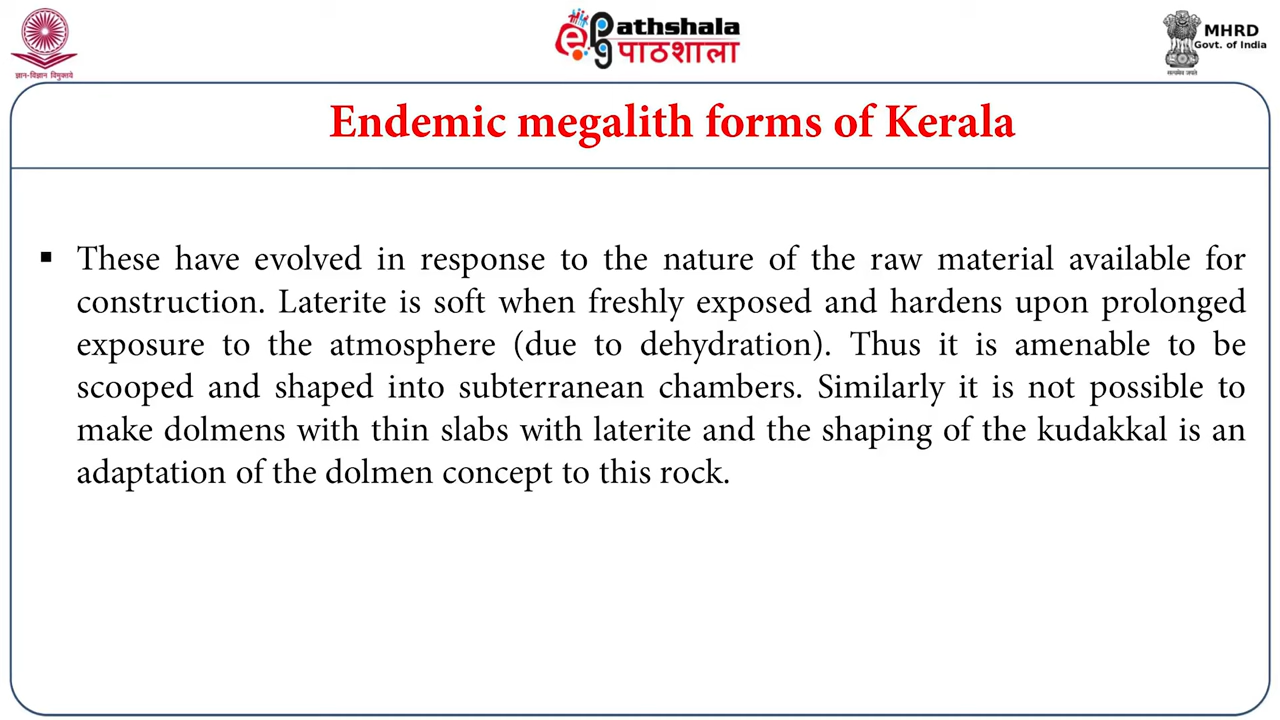 ज्ञान-विज्ञान विमुक्तये
ePathshala
पाठशाला
MHRD
Govt. of India
सत्यमेव जयते
Endemic megalith forms of Kerala
▪ These have evolved in response to the nature of the raw material available for
construction. Laterite is soft when freshly exposed and hardens upon prolonged
exposure to the atmosphere (due to dehydration). Thus it is amenable to be
scooped and shaped into subterranean chambers. Similarly it is not possible to
make dolmens with thin slabs with laterite and the shaping of the kudakkal is an
adaptation of the dolmen concept to this rock.